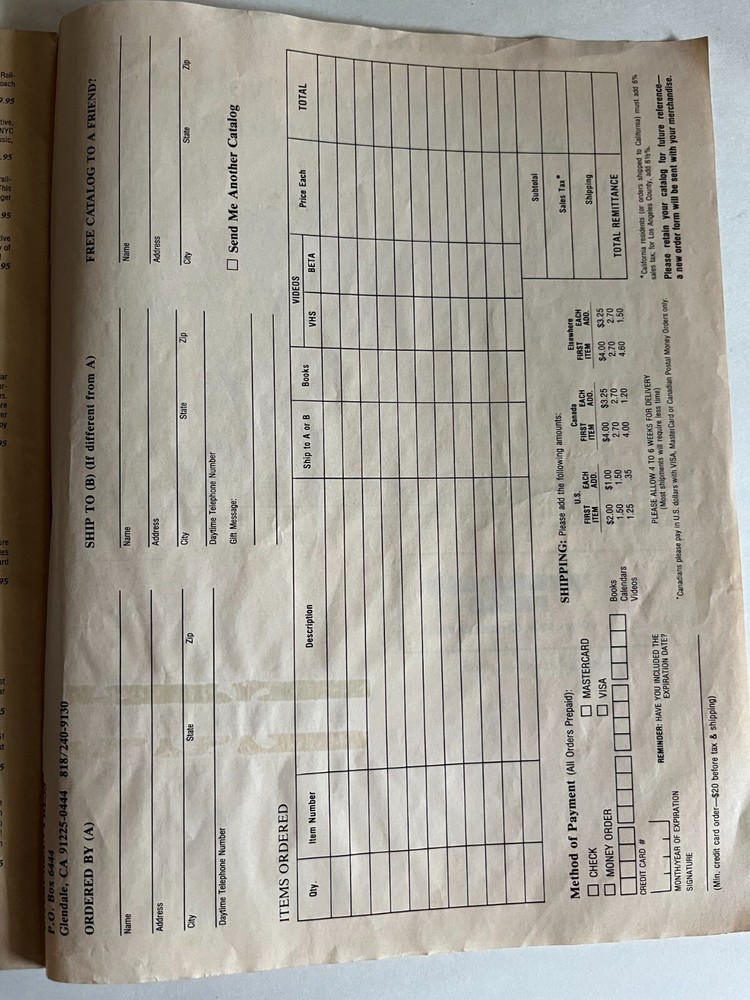 P.O. Box 6444
Glendale, CA 91225-0444 818/240-9130
ORDERED BY (A)
Name
Address
City State Zip
Daytime Telephone Number
SHIP TO (B) (If different from A)
Name
Address
City State Zip
Daytime Telephone Number
Gift Message:
FREE CATALOG TO A FRIEND?
Name
Address
City State Zip
☐ Send Me Another Catalog
ITEMS ORDERED
VIDEOS
Qty. Item Number Description Ship to A or B Books VHS BETA Price Each TOTAL
Subtotal
Sales Tax*
Shipping
TOTAL REMITTANCE
Method of Payment (All Orders Prepaid):
☐ CHECK ☐ MASTERCARD
☐ MONEY ORDER ☐ VISA
CREDIT CARD #
REMINDER: HAVE YOU INCLUDED THE
EXPIRATION DATE?
MONTH/YEAR OF EXPIRATION
SIGNATURE
(Min. credit card order—$20 before tax & shipping)
SHIPPING: Please add the following amounts:
U.S. Canada Elsewhere
FIRST EACH FIRST EACH FIRST EACH
ITEM ADD. ITEM ADD. ITEM ADD.
Books $2.00 $1.00 $4.00 $3.25 $4.00 $3.25
Calendars 1.50 1.50 2.70 2.70 2.70 2.70
Videos 1.25 .35 4.00 1.20 4.60 1.50
PLEASE ALLOW 4 TO 6 WEEKS FOR DELIVERY
(Most shipments will require less time)
*Canadians please pay in U.S. dollars with VISA, MasterCard or Canadian Postal Money Orders only.
*California residents (or orders shipped to California) must add 6%
sales tax; for Los Angeles County, add 6½%.
Please retain your catalog for future reference—
a new order form will be sent with your merchandise.